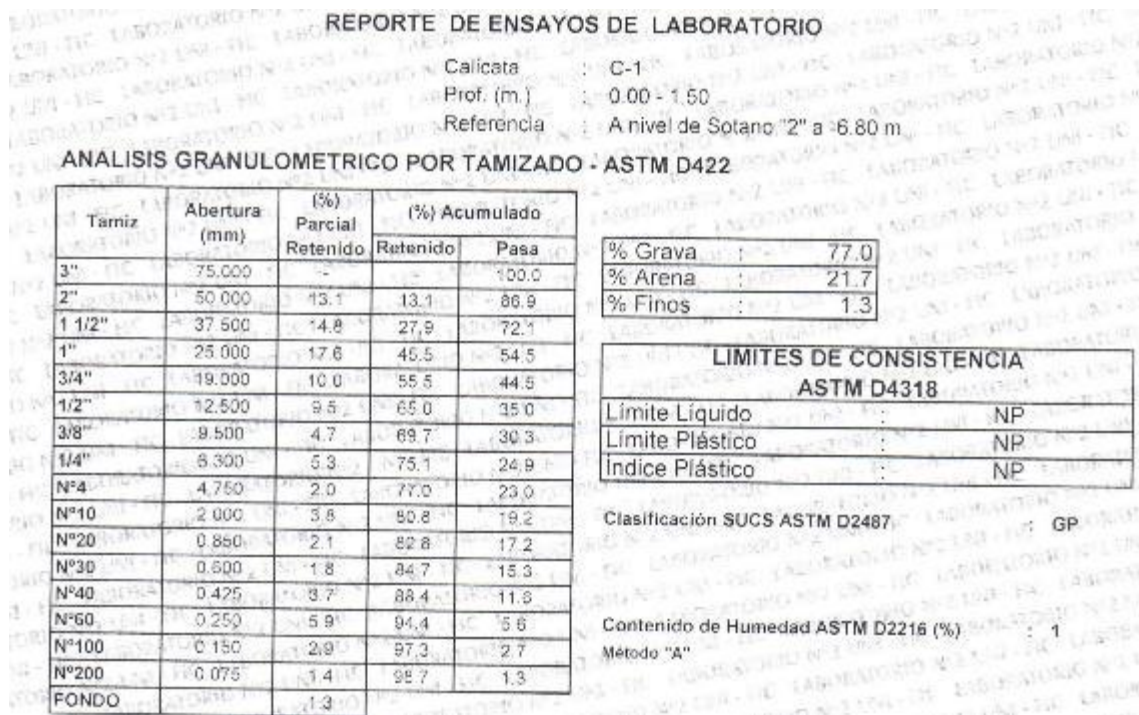 REPORTE DE ENSAYOS DE LABORATORIO
Calicata : C-1
Prof. (m.) : 0.00 - 1.50
Referencia : A nivel de Sotano "2" a -6.80 m.
ANALISIS GRANULOMETRICO POR TAMIZADO - ASTM D422
Tamiz Abertura (mm) (%) Parcial Retenido (%) Acumulado
Retenido Pasa
3" 75.000 100.0
2" 50.000 13.1 13.1 86.9
1 1/2" 37.500 14.8 27.9 72.1
1" 25.000 17.6 45.5 54.5
3/4" 19.000 10.0 55.5 44.5
1/2" 12.500 9.5 65.0 35.0
3/8" 9.500 4.7 69.7 30.3
1/4" 6.300 5.3 75.1 24.9
Nº4 4.750 2.0 77.0 23.0
Nº10 2.000 3.8 80.8 19.2
Nº20 0.850 2.1 82.8 17.2
Nº30 0.600 1.8 84.7 15.3
Nº40 0.425 3.7 88.4 11.6
Nº60 0.250 5.9 94.4 5.6
Nº100 0.150 2.9 97.3 2.7
Nº200 0.075 1.4 98.7 1.3
FONDO 1.3
% Grava : 77.0
% Arena : 21.7
% Finos : 1.3
LIMITES DE CONSISTENCIA
ASTM D4318
Límite Líquido : NP
Límite Plástico : NP
Indice Plástico : NP
Clasificación SUCS ASTM D2487 : GP
Contenido de Humedad ASTM D2216 (%) : 1
Método "A"